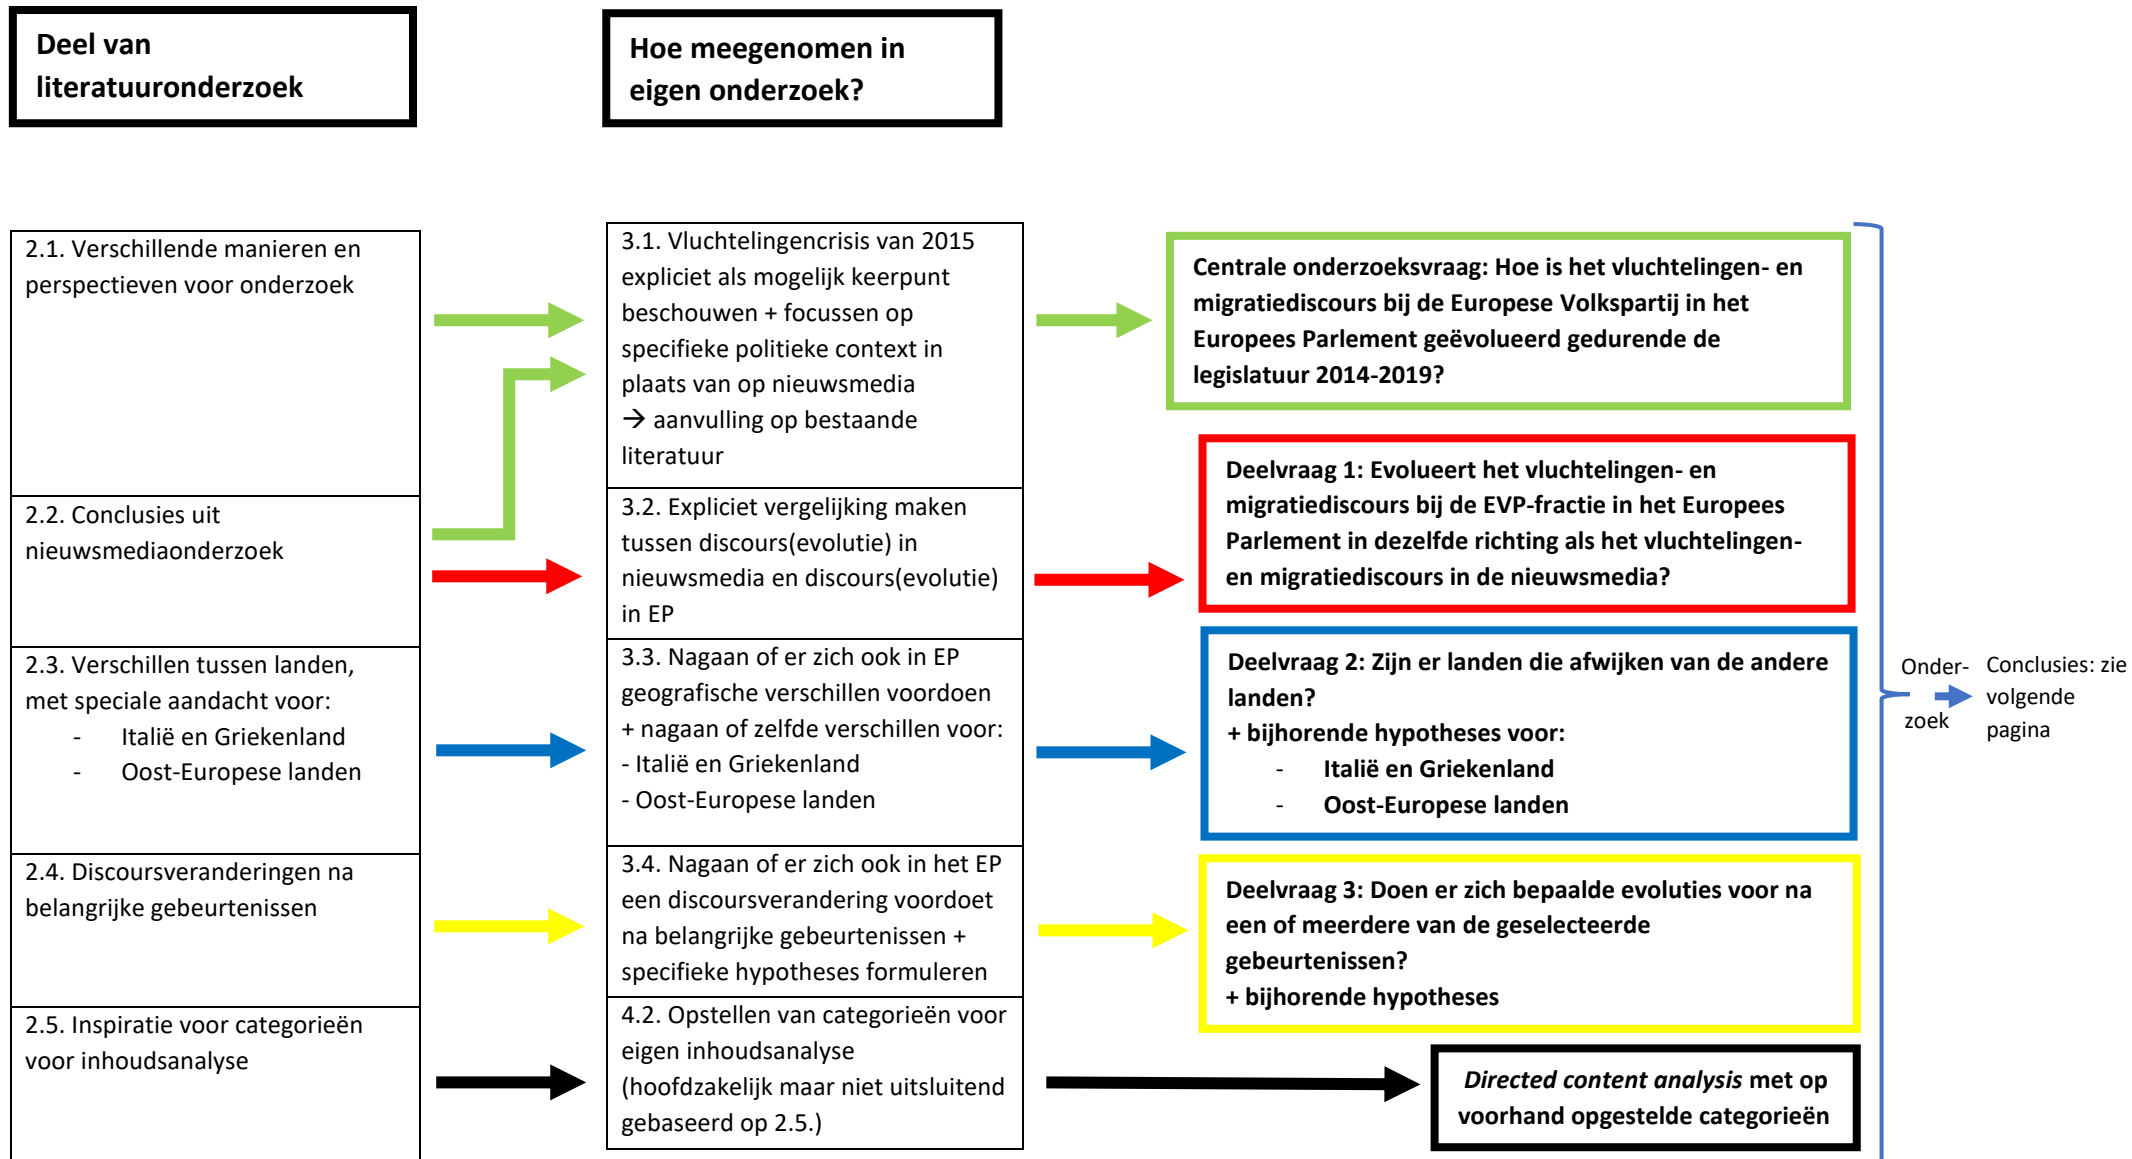 Deel van
literatuuronderzoek
Hoe meegenomen in
eigen onderzoek?
2.1. Verschillende manieren en
perspectieven voor onderzoek
2.2. Conclusies uit
nieuwsmediaonderzoek
2.3. Verschillen tussen landen,
met speciale aandacht voor:
- Italië en Griekenland
- Oost-Europese landen
2.4. Discoursveranderingen na
belangrijke gebeurtenissen
2.5. Inspiratie voor categorieën
voor inhoudsanalyse
3.1. Vluchtelingencrisis van 2015
expliciet als mogelijk keerpunt
beschouwen + focussen op
specifieke politieke context in
plaats van op nieuwsmedia
→ aanvulling op bestaande
literatuur
3.2. Expliciet vergelijking maken
tussen discours(evolutie) in
nieuwsmedia en discours(evolutie)
in EP
3.3. Nagaan of er zich ook in EP
geografische verschillen voordoen
+ nagaan of zelfde verschillen voor:
- Italië en Griekenland
- Oost-Europese landen
3.4. Nagaan of er zich ook in het EP
een discoursverandering voordoet
na belangrijke gebeurtenissen +
specifieke hypotheses formuleren
4.2. Opstellen van categorieën voor
eigen inhoudsanalyse
(hoofdzakelijk maar niet uitsluitend
gebaseerd op 2.5.)
Centrale onderzoeksvraag: Hoe is het vluchtelingen- en
migratiediscours bij de Europese Volkspartij in het
Europees Parlement geëvolueerd gedurende de
legislatuur 2014-2019?
Deelvraag 1: Evolueert het vluchtelingen- en
migratiediscours bij de EVP-fractie in het Europees
Parlement in dezelfde richting als het vluchtelingen-
en migratiediscours in de nieuwsmedia?
Deelvraag 2: Zijn er landen die afwijken van de andere
landen?
+ bijhorende hypotheses voor:
- Italië en Griekenland
- Oost-Europese landen
Deelvraag 3: Doen er zich bepaalde evoluties voor na
een of meerdere van de geselecteerde
gebeurtenissen?
+ bijhorende hypotheses
Directed content analysis met op
voorhand opgestelde categorieën
Onder-
zoek
Conclusies: zie
volgende
pagina